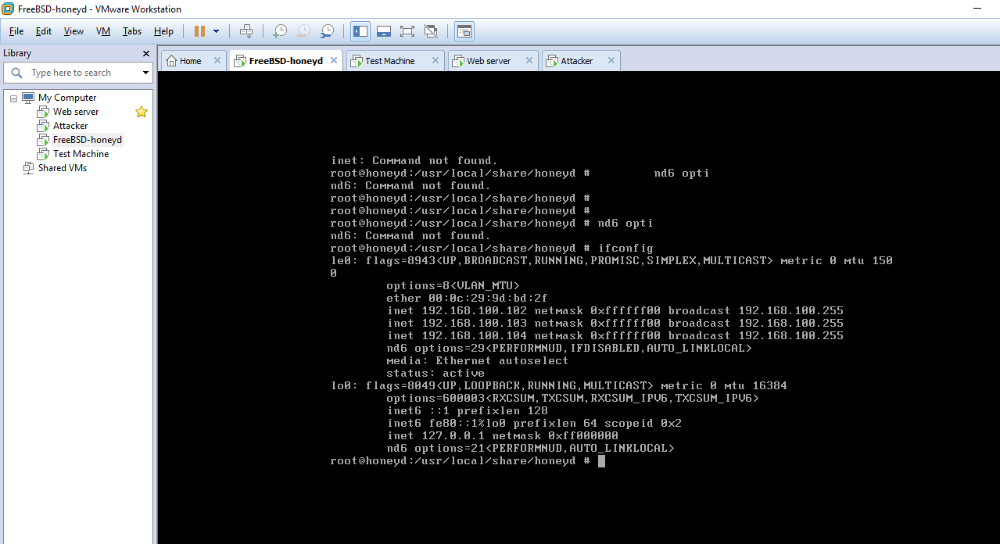 FreeBSD-honeyd - VMware Workstation
File Edit View VM Tabs Help
Library
Type here to search
My Computer
Web server
Attacker
FreeBSD-honeyd
Test Machine
Shared VMs
Home FreeBSD-honeyd Test Machine Web server Attacker
inet: Command not found.
root@honeyd:/usr/local/share/honeyd #         nd6 opti
nd6: Command not found.
root@honeyd:/usr/local/share/honeyd #
root@honeyd:/usr/local/share/honeyd #
root@honeyd:/usr/local/share/honeyd # nd6 opti
nd6: Command not found.
root@honeyd:/usr/local/share/honeyd # ifconfig
le0: flags=8943<UP,BROADCAST,RUNNING,PROMISC,SIMPLEX,MULTICAST> metric 0 mtu 150
0
        options=8<VLAN_MTU>
        ether 00:0c:29:9d:bd:2f
        inet 192.168.100.102 netmask 0xffffff00 broadcast 192.168.100.255
        inet 192.168.100.103 netmask 0xffffff00 broadcast 192.168.100.255
        inet 192.168.100.104 netmask 0xffffff00 broadcast 192.168.100.255
        nd6 options=29<PERFORMNUD,IFDISABLED,AUTO_LINKLOCAL>
        media: Ethernet autoselect
        status: active
lo0: flags=8049<UP,LOOPBACK,RUNNING,MULTICAST> metric 0 mtu 16384
        options=600003<RXCSUM,TXCSUM,RXCSUM_IPV6,TXCSUM_IPV6>
        inet6 ::1 prefixlen 128
        inet6 fe80::1%lo0 prefixlen 64 scopeid 0x2
        inet 127.0.0.1 netmask 0xff000000
        nd6 options=21<PERFORMNUD,AUTO_LINKLOCAL>
root@honeyd:/usr/local/share/honeyd #